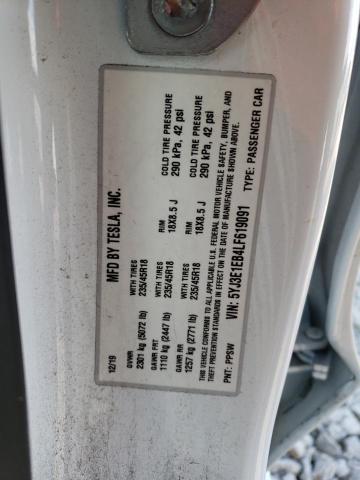 MFD BY TESLA, INC.
12/19
GVWR
2301 kg (5072 lb)
WITH TIRES
235/45R18
RIM
18X8.5 J
COLD TIRE PRESSURE
290 kPa, 42 psi
GAWR FRT
1110 kg (2447 lb)
WITH TIRES
235/45R18
RIM
18X8.5 J
COLD TIRE PRESSURE
290 kPa, 42 psi
GAWR RR
1257 kg (2771 lb)
THIS VEHICLE CONFORMS TO ALL APPLICABLE U.S. FEDERAL MOTOR VEHICLE SAFETY, BUMPER, AND
THEFT PREVENTION STANDARDS IN EFFECT ON THE DATE OF MANUFACTURE SHOWN ABOVE.
PNT: PPSW
VIN: 5YJ3E1EB4LF619091
TYPE: PASSENGER CAR